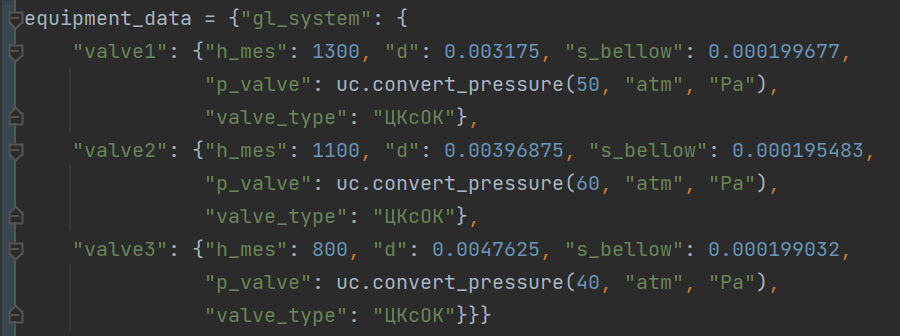 equipment_data = {"gl_system": {
    "valve1": {"h_mes": 1300, "d": 0.003175, "s_bellow": 0.000199677,
               "p_valve": uc.convert_pressure(50, "atm", "Pa"),
               "valve_type": "ЦКсОК"},
    "valve2": {"h_mes": 1100, "d": 0.00396875, "s_bellow": 0.000195483,
               "p_valve": uc.convert_pressure(60, "atm", "Pa"),
               "valve_type": "ЦКсОК"},
    "valve3": {"h_mes": 800, "d": 0.0047625, "s_bellow": 0.000199032,
               "p_valve": uc.convert_pressure(40, "atm", "Pa"),
               "valve_type": "ЦКсОК"}}}